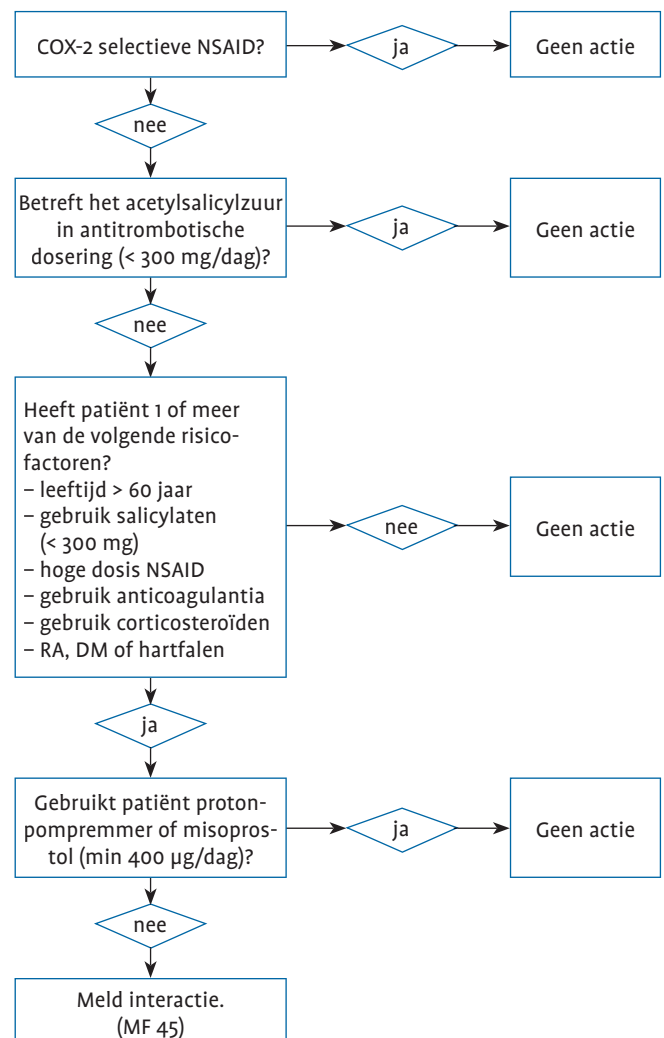 COX-2 selectieve NSAID?
ja
Geen actie
nee
Betreft het acetylsalicylzuur
in antitrombotische
dosering (< 300 mg/dag)?
ja
Geen actie
nee
Heeft patiënt 1 of meer
van de volgende risico-
factoren?
– leeftijd > 60 jaar
– gebruik salicylaten
(< 300 mg)
– hoge dosis NSAID
– gebruik anticoagulantia
– gebruik corticosteroïden
– RA, DM of hartfalen
nee
Geen actie
ja
Gebruikt patiënt proton-
pompremmer of misopros-
tol (min 400 µg/dag)?
ja
Geen actie
nee
Meld interactie.
(MF 45)